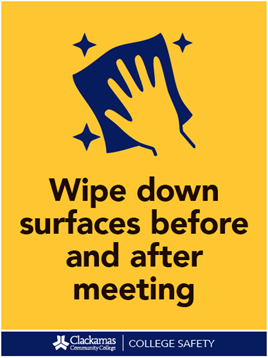 Wipe down
surfaces before
and after
meeting
Clackamas
Community College
COLLEGE SAFETY